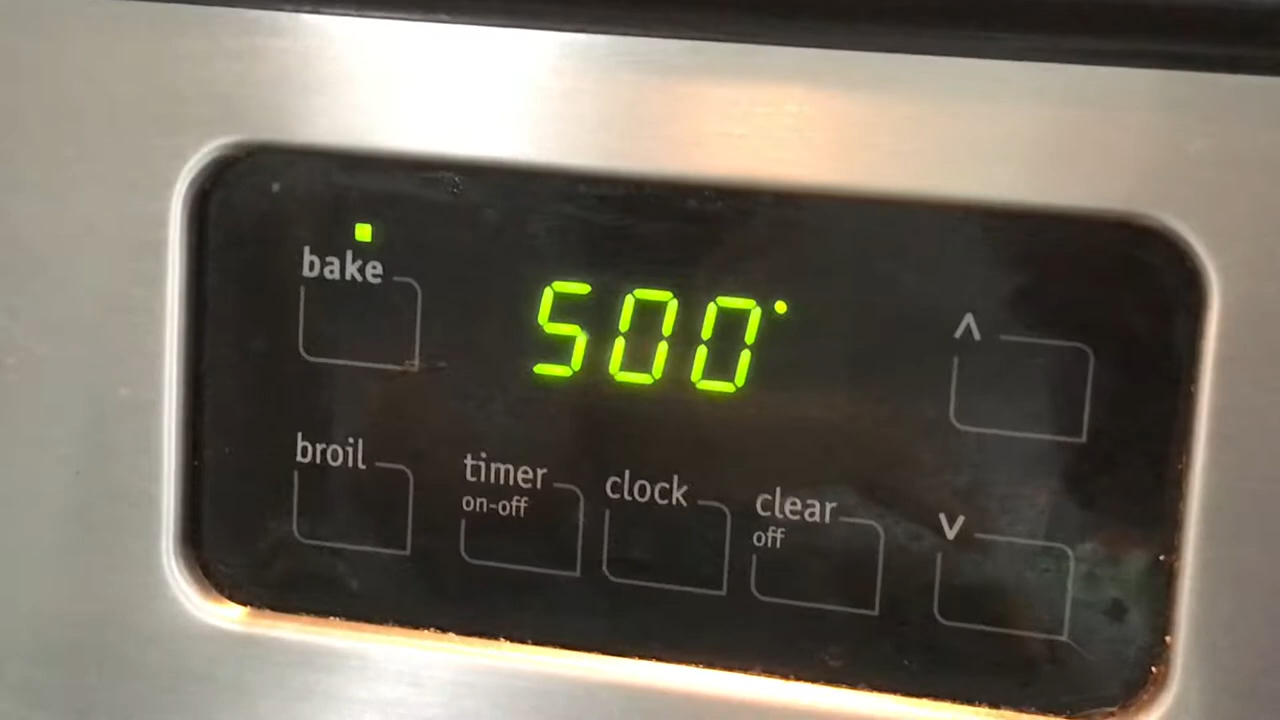 bake
500°
^
broil
timer
on-off
clock
clear
off
v